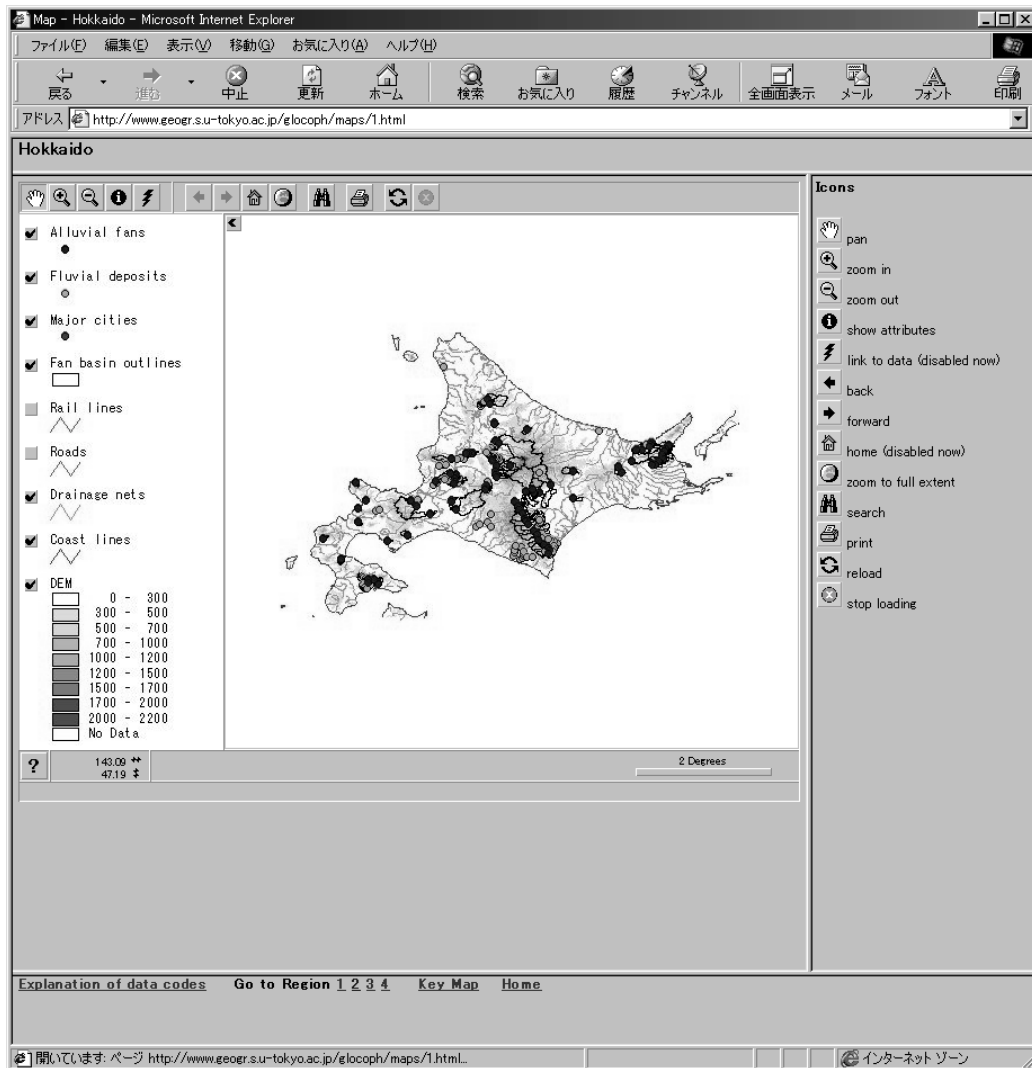 Map - Hokkaido - Microsoft Internet Explorer
ファイル(F) 編集(E) 表示(V) 移動(G) お気に入り(A) ヘルプ(H)
戻る 進む 中止 更新 ホーム 検索 お気に入り 履歴 チャンネル 全画面表示 メール フォント 印刷
アドレス http://www.geogr.s.u-tokyo.ac.jp/glocoph/maps/1.html
Hokkaido
Alluvial fans
Fluvial deposits
Major cities
Fan basin outlines
Rail lines
Roads
Drainage nets
Coast lines
DEM
0 - 300
300 - 500
500 - 700
700 - 1000
1000 - 1200
1200 - 1500
1500 - 1700
1700 - 2000
2000 - 2200
No Data
?
143.09
47.19
2 Degrees
Icons
pan
zoom in
zoom out
show attributes
link to data (disabled now)
back
forward
home (disabled now)
zoom to full extent
search
print
reload
stop loading
Explanation of data codes Go to Region 1 2 3 4 Key Map Home
開いています: ページ http://www.geogr.s.u-tokyo.ac.jp/glocoph/maps/1.html...
インターネット ゾーン